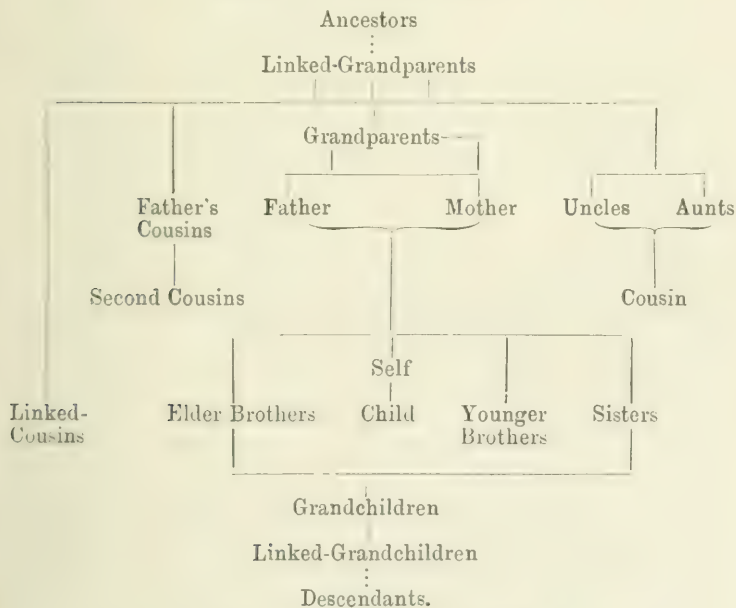 Ancestors
Linked-Grandparents
Grandparents
Father's
Cousins
Father
Mother
Uncles
Aunts
Second Cousins
Cousin
Self
Linked-
Cousins
Elder Brothers
Child
Younger
Brothers
Sisters
Grandchildren
Linked-Grandchildren
Descendants.